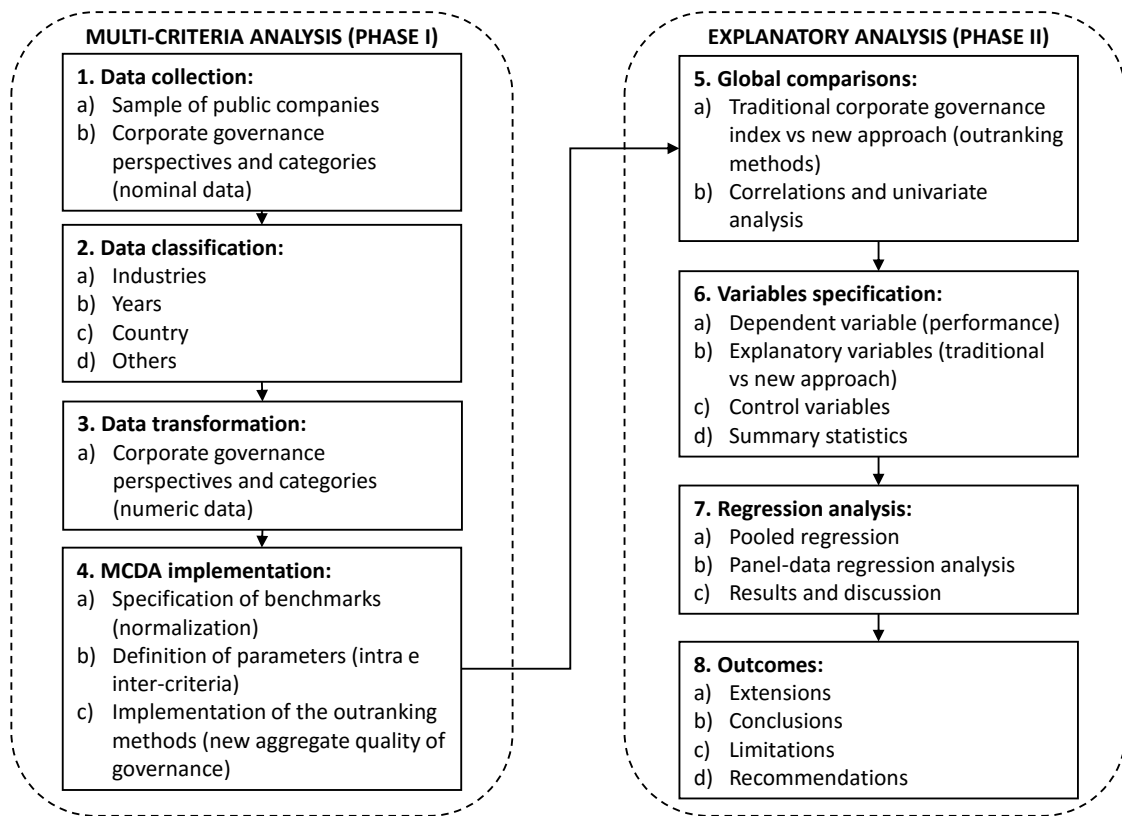 MULTI-CRITERIA ANALYSIS (PHASE I)
1. Data collection:
a) Sample of public companies
b) Corporate governance
perspectives and categories
(nominal data)
2. Data classification:
a) Industries
b) Years
c) Country
d) Others
3. Data transformation:
a) Corporate governance
perspectives and categories
(numeric data)
4. MCDA implementation:
a) Specification of benchmarks
(normalization)
b) Definition of parameters (intra e
inter-criteria)
c) Implementation of the outranking
methods (new aggregate quality of
governance)
EXPLANATORY ANALYSIS (PHASE II)
5. Global comparisons:
a) Traditional corporate governance
index vs new approach (outranking
methods)
b) Correlations and univariate
analysis
6. Variables specification:
a) Dependent variable (performance)
b) Explanatory variables (traditional
vs new approach)
c) Control variables
d) Summary statistics
7. Regression analysis:
a) Pooled regression
b) Panel-data regression analysis
c) Results and discussion
8. Outcomes:
a) Extensions
b) Conclusions
c) Limitations
d) Recommendations